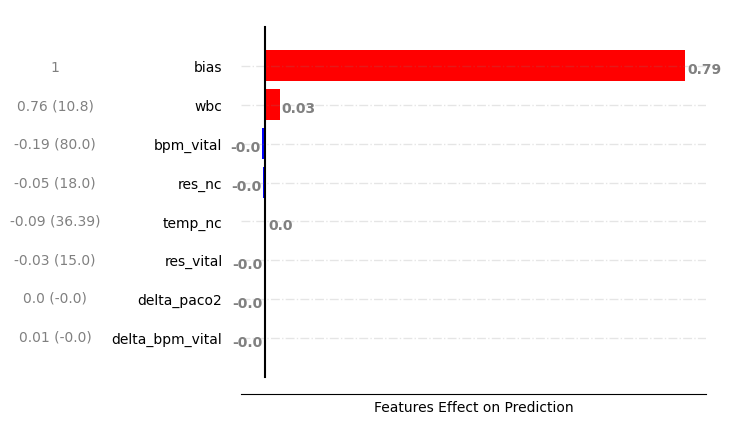 1 bias 0.79
0.76 (10.8) wbc 0.03
-0.19 (80.0) bpm_vital -0.0
-0.05 (18.0) res_nc -0.0
-0.09 (36.39) temp_nc 0.0
-0.03 (15.0) res_vital -0.0
0.0 (-0.0) delta_paco2 -0.0
0.01 (-0.0) delta_bpm_vital -0.0
Features Effect on Prediction